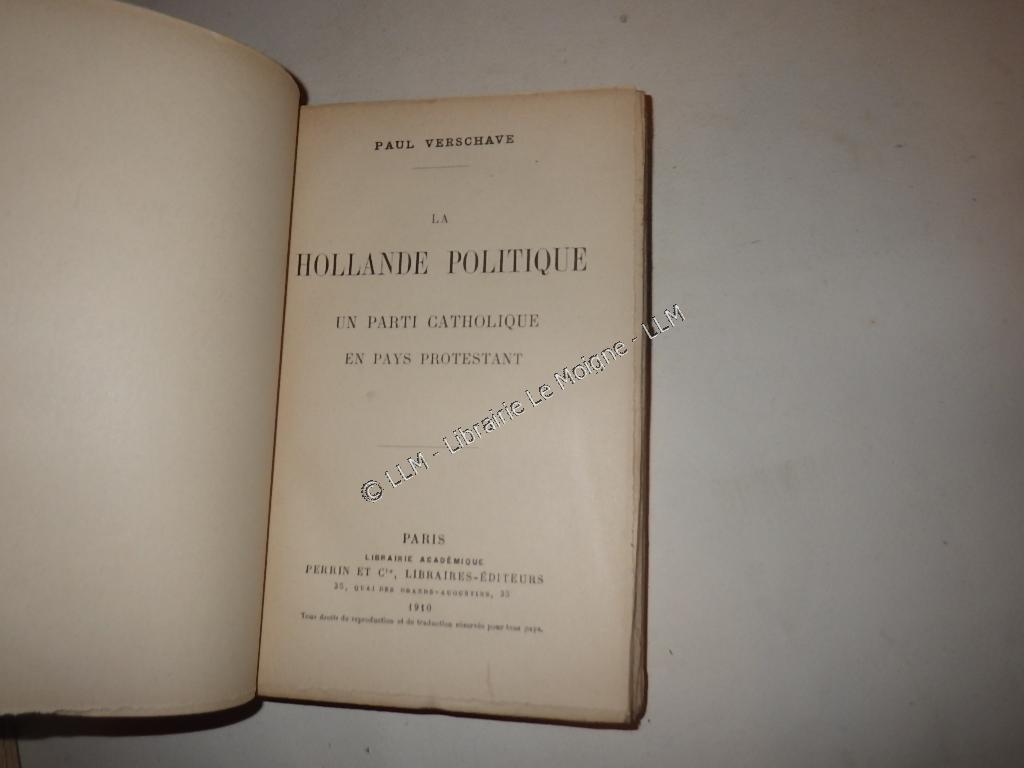 PAUL VERSCHAVE
LA
HOLLANDE POLITIQUE
UN PARTI CATHOLIQUE
EN PAYS PROTESTANT
© LLM - Librairie Le Moigne - LLM
PARIS
LIBRAIRIE ACADÉMIQUE
PERRIN ET Cie, LIBRAIRES-ÉDITEURS
35, QUAI DES GRANDS-AUGUSTINS, 35
1910
Tous droits de reproduction et de traduction réservés pour tous pays.